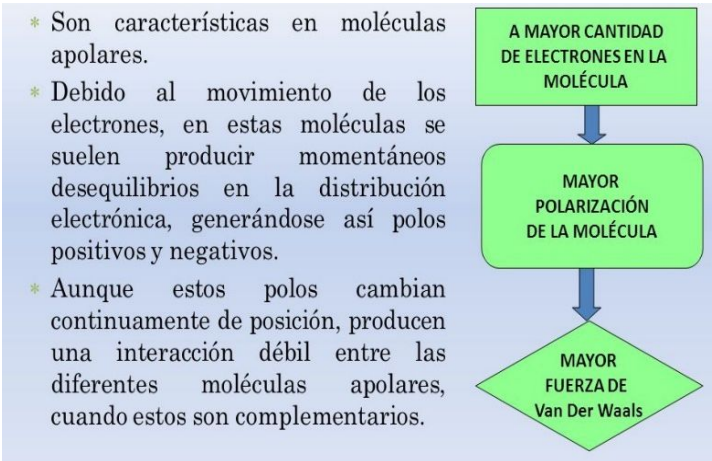 * Son características en moléculas
apolares.
* Debido al movimiento de los
electrones, en estas moléculas se
suelen producir momentáneos
desequilibrios en la distribución
electrónica, generándose así polos
positivos y negativos.
* Aunque estos polos cambian
continuamente de posición, producen
una interacción débil entre las
diferentes moléculas apolares,
cuando estos son complementarios.
A MAYOR CANTIDAD
DE ELECTRONES EN LA
MOLÉCULA
MAYOR
POLARIZACIÓN
DE LA MOLÉCULA
MAYOR
FUERZA DE
Van Der Waals